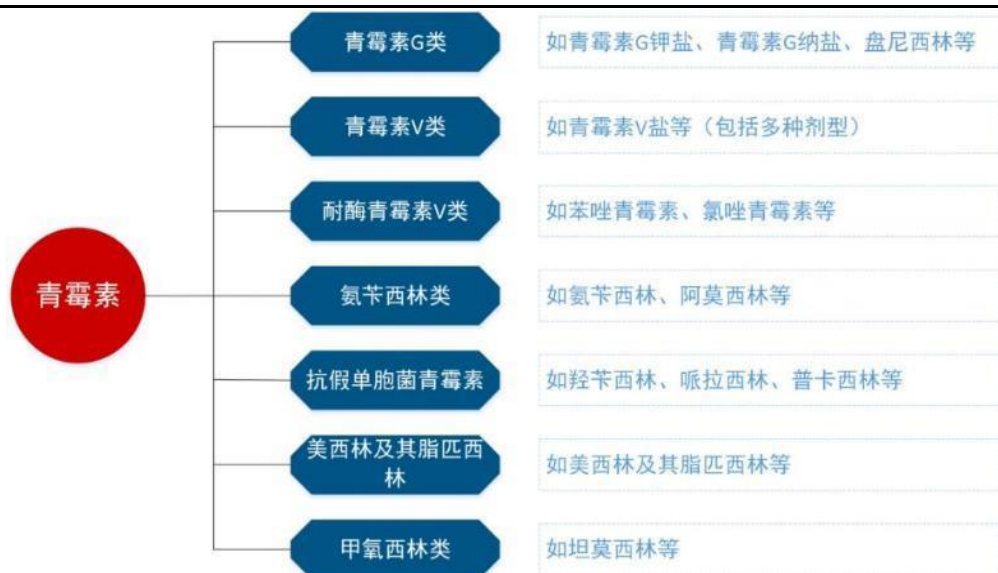 青霉素
青霉素G类
如青霉素G钾盐、青霉素G纳盐、盘尼西林等
青霉素V类
如青霉素V盐等（包括多种剂型）
耐酶青霉素V类
如苯唑青霉素、氯唑青霉素等
氨苄西林类
如氨苄西林、阿莫西林等
抗假单胞菌青霉素
如羟苄西林、哌拉西林、普卡西林等
美西林及其脂匹西
林
如美西林及其脂匹西林等
甲氧西林类
如坦莫西林等